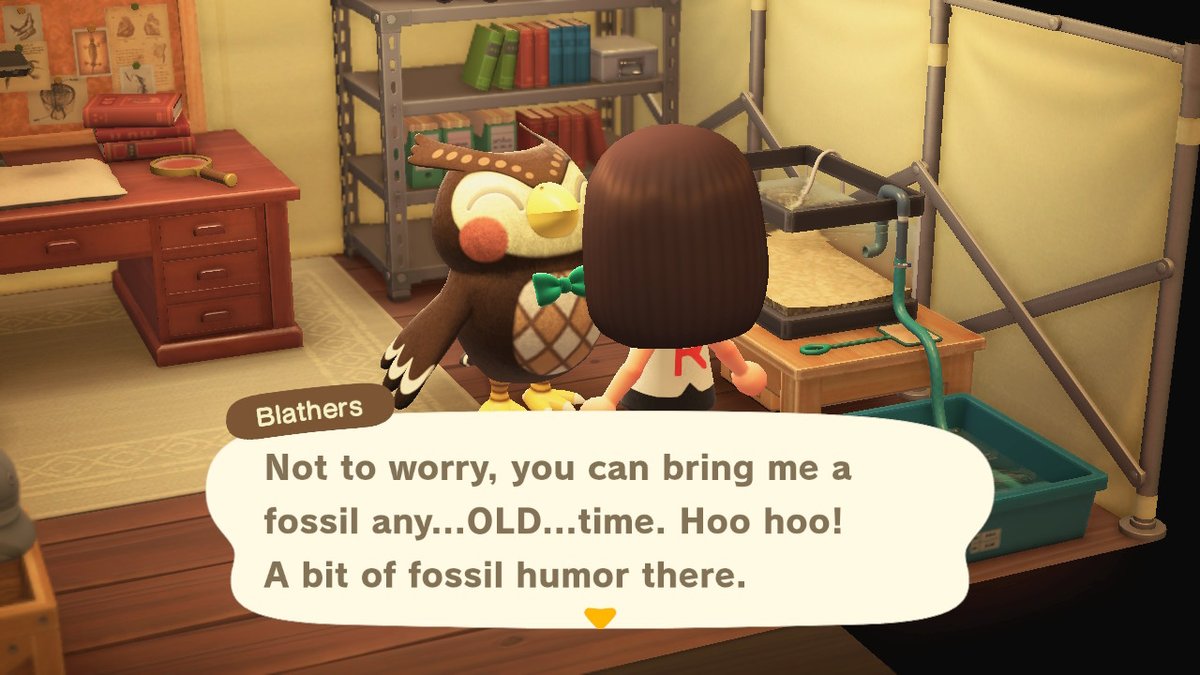 Blathers
Not to worry, you can bring me a
fossil any...OLD...time. Hoo hoo!
A bit of fossil humor there.
R